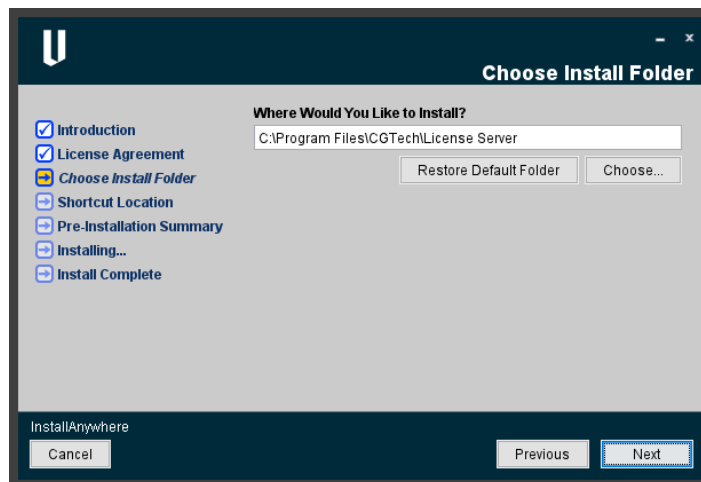 Choose Install Folder
Introduction
License Agreement
Choose Install Folder
Shortcut Location
Pre-Installation Summary
Installing...
Install Complete
Where Would You Like to Install?
C:\Program Files\CGTech\License Server
Restore Default Folder
Choose...
InstallAnywhere
Cancel
Previous
Next